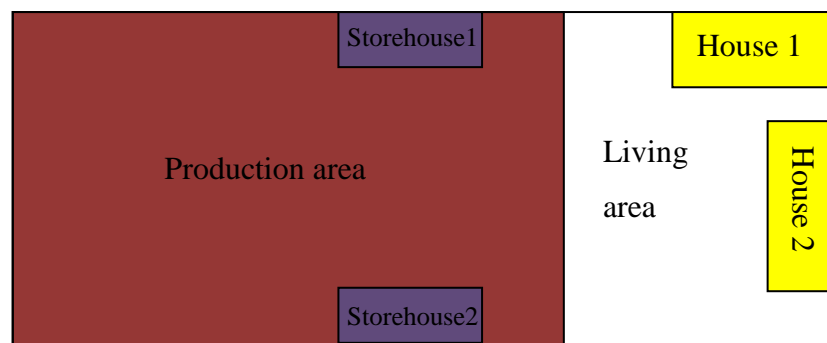 Storehouse1
House 1
Production area
Living
area
House 2
Storehouse2